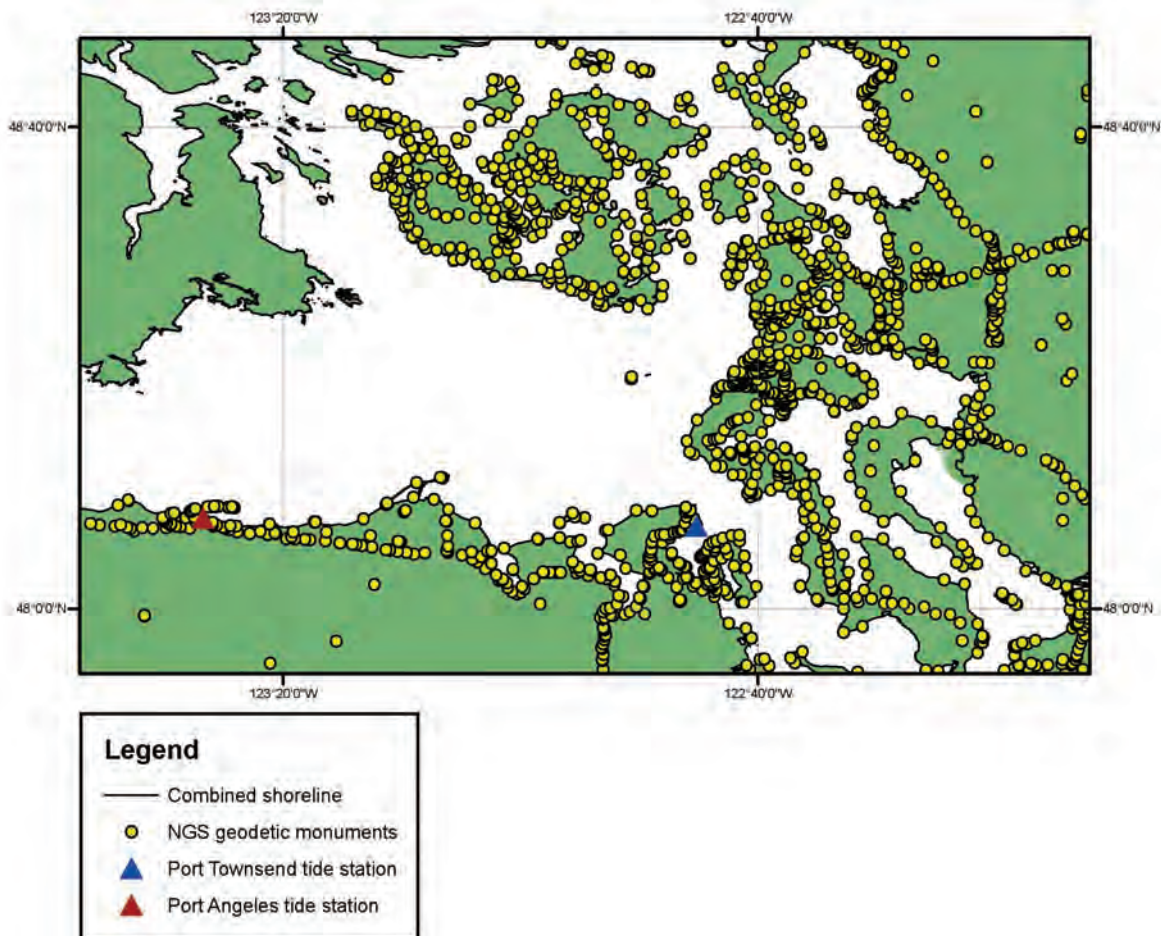 123°20'0"W 122°40'0"W
48°40'0"N 48°40'0"N
48°0'0"N 48°0'0"N
123°20'0"W 122°40'0"W
Legend
Combined shoreline
NGS geodetic monuments
Port Townsend tide station
Port Angeles tide station